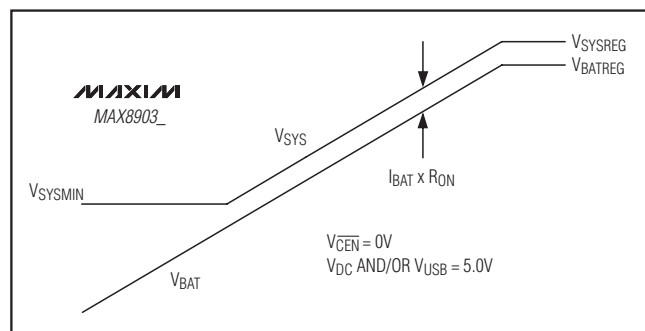 VSYSREG
VBATREG
MAXIM
MAX8903_
VSYS
IBAT x RON
VSYSMIN
VCEN = 0V
VDC AND/OR VUSB = 5.0V
VBAT